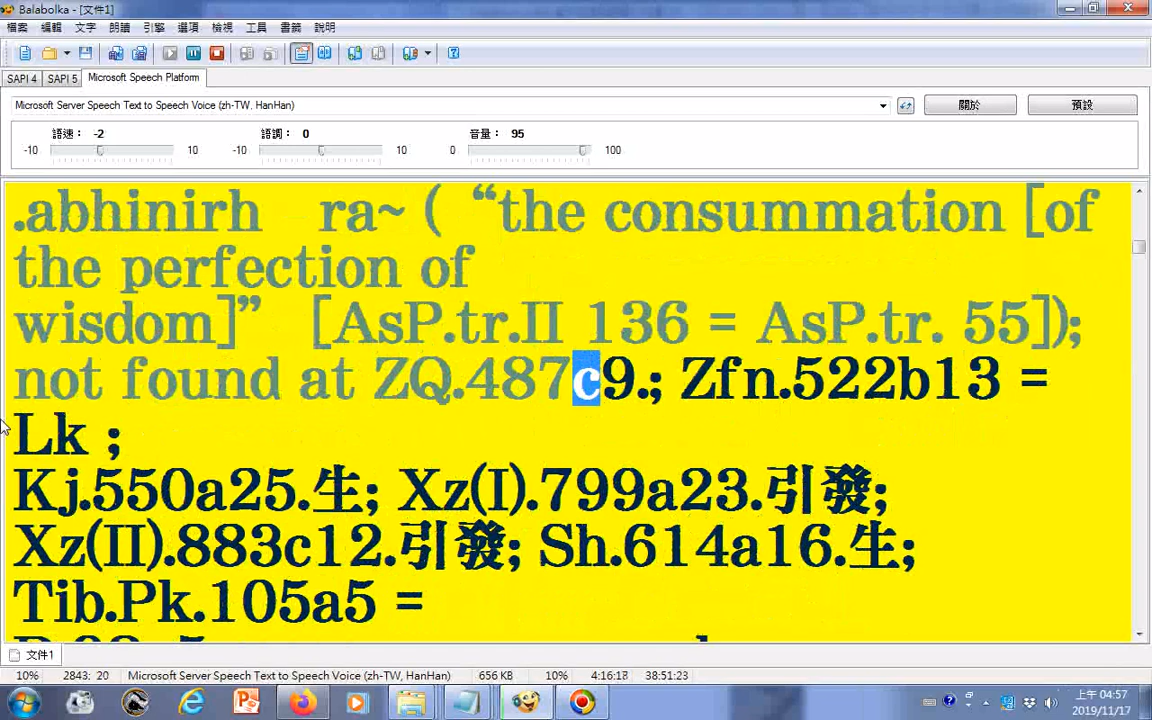 Balabolka - [文件1]
檔案 編輯 文字 朗讀 引擎 選項 檢視 工具 書籤 說明
SAPI 4 SAPI 5 Microsoft Speech Platform
Microsoft Server Speech Text to Speech Voice (zh-TW, HanHan) 關於 預設
語速： -2 語調： 0 音量： 95
-10 10 -10 10 0 100
.abhinirh ra~ ( “the consummation [of
the perfection of
wisdom]” [AsP.tr.II 136 = AsP.tr. 55]);
not found at ZQ.487c9.; Zfn.522b13 =
Lk ;
Kj.550a25.生; Xz(I).799a23.引發;
Xz(II).883c12.引發; Sh.614a16.生;
Tib.Pk.105a5 =
文件1
10% 2843: 20 Microsoft Server Speech Text to Speech Voice (zh-TW, HanHan) 656 KB 10% 4:16:18 38:51:23
上午 04:57
2019/11/17